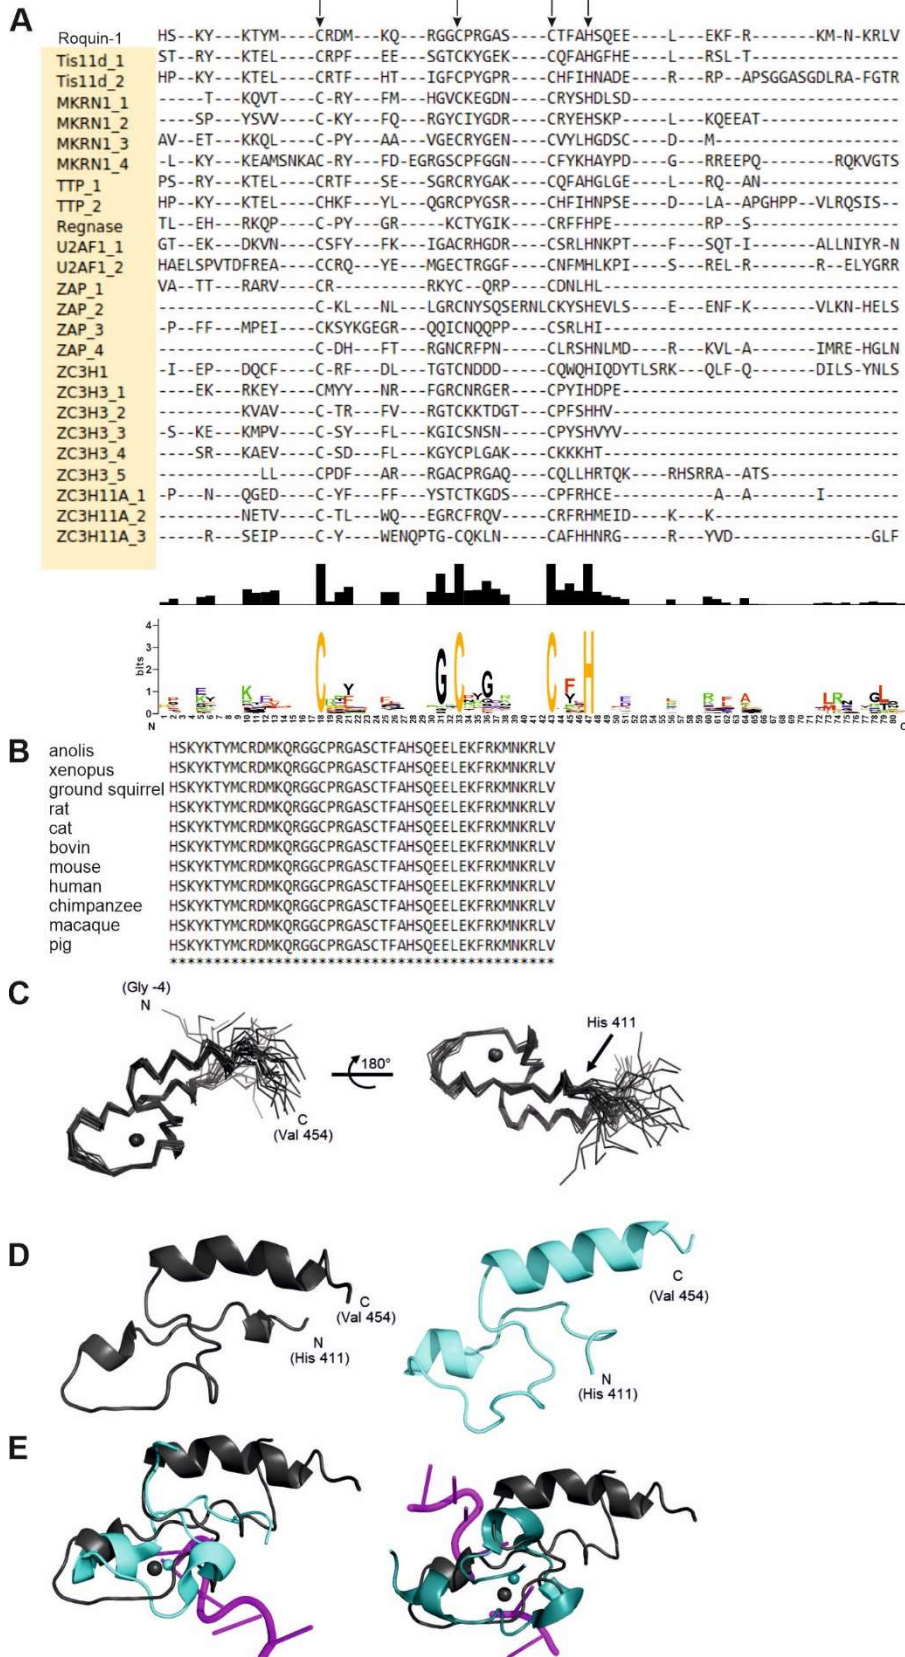 A
Roquin-1 HS--KY---KTYM----CRDM---KQ---RGGCPRGAS----CTFAHSQEE----L---EKF-R-------KM-N-KRLV
Tis11d_1 ST--RY---KTEL----CRPF---EE---SGTCKYGEK----CQFAHGFHE----L---RSL-T----------------
Tis11d_2 HP--KY---KTEL----CRTF---HT---IGFCPYGPR----CHFIHNADE----R---RP--APSGGASGDLRA-FGTR
MKRN1_1 -----T---KQVT----C-RY---FM---HGVCKEGDN----CRYSHDLSD-----------------------------
MKRN1_2 ----SP---YSVV----C-KY---FQ---RGYCIYGDR----CRYEHSKP-----L---KQEEAT---------------
MKRN1_3 AV--ET---KKQL----C-PY---AA---VGECRYGEN----CVYLHGDSC----D---M--------------------
MKRN1_4 -L--KY---KEAMSNKAC-RY---FD-EGRGSCPFGGN----CFYKHAYPD----G---RREEPQ--------RQKVGTS
TTP_1 PS--RY---KTEL----CRTF---SE---SGRCRYGAK----CQFAHGLGE----L---RQ--AN---------------
TTP_2 HP--KY---KTEL----CHKF---YL---QGRCPYGSR----CHFIHNPSE----D---LA--APGHPP--VLRQSIS--
Regnase TL--EH---RKQP----C-PY---GR-----KCTYGIK----CRFFHPE---------RP--S-----------------
U2AF1_1 GT--EK---DKVN----CSFY---FK---IGACRHGDR----CSRLHNKPT----F---SQT-I-------ALLNIYR-N
U2AF1_2 HAELSPVTDFREA----CCRQ---YE---MGECTRGGF----CNFMHLKPI----S---REL-R-------R--ELYGRR
ZAP_1 VA--TT---RARV----CR----------RKYC--QRP----CDNLHL--------------------------------
ZAP_2 -----------------C-KL---NL---LGRCNYSQSERNLCKYSHEVLS----E---ENF-K-------VLKN-HELS
ZAP_3 -P--FF---MPEI----CKSYKGEGR---QQICNQQPP----CSRLHI--------------------------------
ZAP_4 -----------------C-DH---FT---RGNCRFPN-----CLRSHNLMD----R---KVL-A-------IMRE-HGLN
ZC3H1 -I--EP---DQCF----C-RF---DL---TGTCNDDD-----CQWQHIQDYTLSRK---QLF-Q-------DILS-YNLS
ZC3H3_1 ----EK---RKEY----CMYY---NR---FGRCNRGER----CPYIHDPE------------------------------
ZC3H3_2 ---------KVAV----C-TR---FV---RGTCKKTDGT---CPFSHHV-------------------------------
ZC3H3_3 -S--KE---KMPV----C-SY---FL---KGICSNSN-----CPYSHVYV------------------------------
ZC3H3_4 ----SR---KAEV----C-SD---FL---KGYCPLGAK----CKKKHT--------------------------------
ZC3H3_5 -----------LL----CPDF---AR---RGACPRGAQ----CQLLHRTQK-----RHSRRA--ATS-------------
ZC3H11A_1 -P---N---QGED----C-YF---FF---YSTCTKGDS----CPFRHCE----------A--A-------I---------
ZC3H11A_2 ---------NETV----C-TL---WQ---EGRCFRQV-----CRFRHMEID----K---K--------------------
ZC3H11A_3 -----R---SEIP----C-Y----WENQPTG-CQKLN-----CAFHHNRG-----R---YVD---------------GLF
bits
4
3
2
1
0
N
C
B
anolis HSKYKTYMCRDMKQRGGCPRGASCTFAHSQEELEKFRKMNKRLV
xenopus HSKYKTYMCRDMKQRGGCPRGASCTFAHSQEELEKFRKMNKRLV
ground squirrel HSKYKTYMCRDMKQRGGCPRGASCTFAHSQEELEKFRKMNKRLV
rat HSKYKTYMCRDMKQRGGCPRGASCTFAHSQEELEKFRKMNKRLV
cat HSKYKTYMCRDMKQRGGCPRGASCTFAHSQEELEKFRKMNKRLV
bovin HSKYKTYMCRDMKQRGGCPRGASCTFAHSQEELEKFRKMNKRLV
mouse HSKYKTYMCRDMKQRGGCPRGASCTFAHSQEELEKFRKMNKRLV
human HSKYKTYMCRDMKQRGGCPRGASCTFAHSQEELEKFRKMNKRLV
chimpanzee HSKYKTYMCRDMKQRGGCPRGASCTFAHSQEELEKFRKMNKRLV
macaque HSKYKTYMCRDMKQRGGCPRGASCTFAHSQEELEKFRKMNKRLV
pig HSKYKTYMCRDMKQRGGCPRGASCTFAHSQEELEKFRKMNKRLV
********************************************
C
(Gly -4)
N
C
(Val 454)
180°
His 411
D
C
(Val 454)
N
(His 411)
C
(Val 454)
N
(His 411)
E